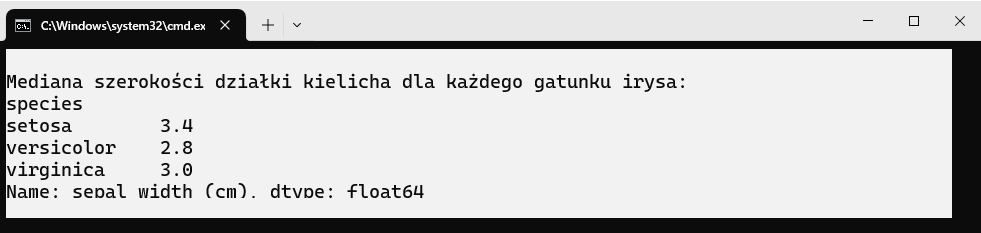 C:\Windows\system32\cmd.ex
Mediana szerokości działki kielicha dla każdego gatunku irysa:
species
setosa        3.4
versicolor    2.8
virginica     3.0
Name: sepal width (cm), dtype: float64